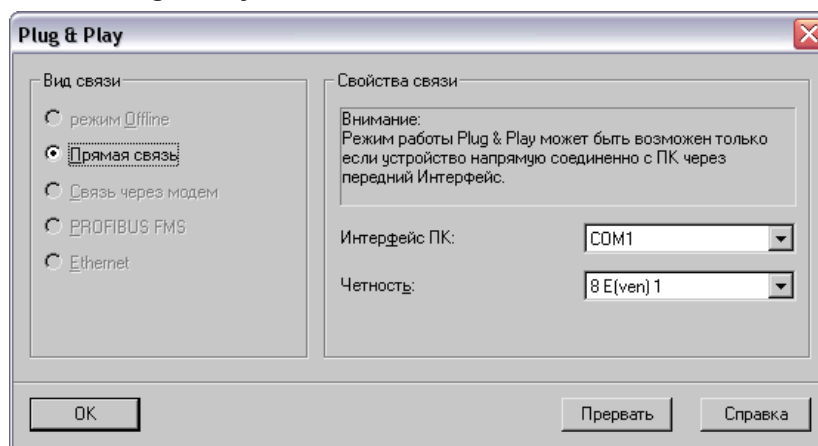 Plug & Play
Вид связи
режим Offline
Прямая связь
Связь через модем
PROFIBUS FMS
Ethernet
Свойства связи
Внимание:
Режим работы Plug & Play может быть возможен только
если устройство напрямую соединенно с ПК через
передний Интерфейс.
Интерфейс ПК:
COM1
Четность:
8 E(ven) 1
OK
Прервать
Справка